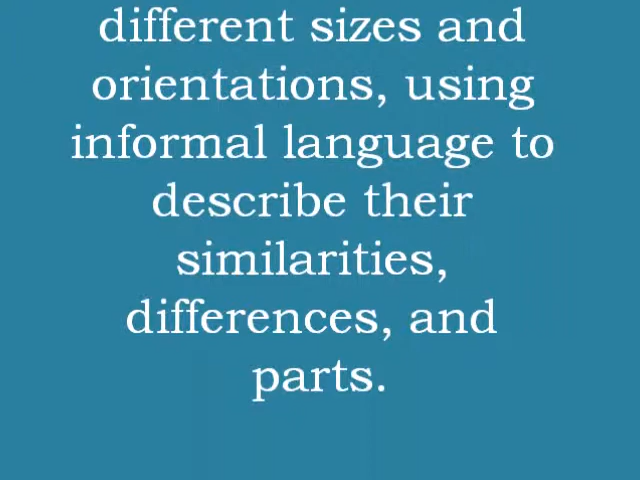 different sizes and
orientations, using
informal language to
describe their
similarities,
differences, and
parts.